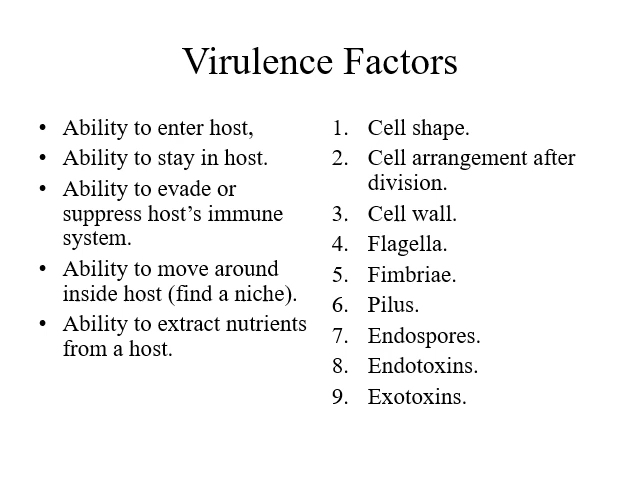 Virulence Factors
• Ability to enter host,
• Ability to stay in host.
• Ability to evade or
suppress host’s immune
system.
• Ability to move around
inside host (find a niche).
• Ability to extract nutrients
from a host.
1. Cell shape.
2. Cell arrangement after
division.
3. Cell wall.
4. Flagella.
5. Fimbriae.
6. Pilus.
7. Endospores.
8. Endotoxins.
9. Exotoxins.